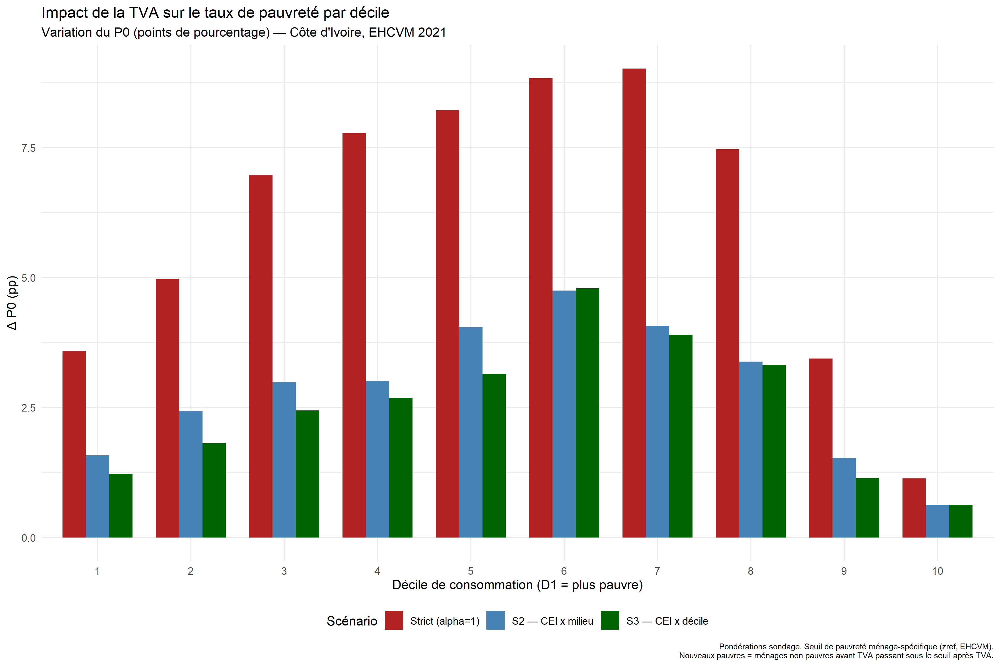 Impact de la TVA sur le taux de pauvreté par décile
Variation du P0 (points de pourcentage) — Côte d'Ivoire, EHCVM 2021
Δ P0 (pp)
7.5
5.0
2.5
0.0
1 2 3 4 5 6 7 8 9 10
Décile de consommation (D1 = plus pauvre)
Scénario Strict (alpha=1) S2 — CEI x milieu S3 — CEI x décile
Pondérations sondage. Seuil de pauvreté ménage-spécifique (zref, EHCVM).
Nouveaux pauvres = ménages non pauvres avant TVA passant sous le seuil après TVA.